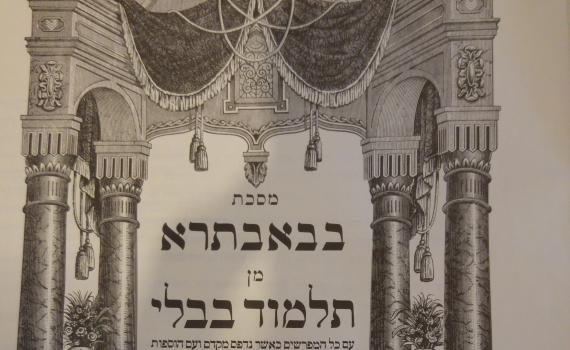 מסכת
בבא בתרא
מן
תלמוד בבלי
עם כל המפרשים כאשר נדפס מקדם ועם הוספות